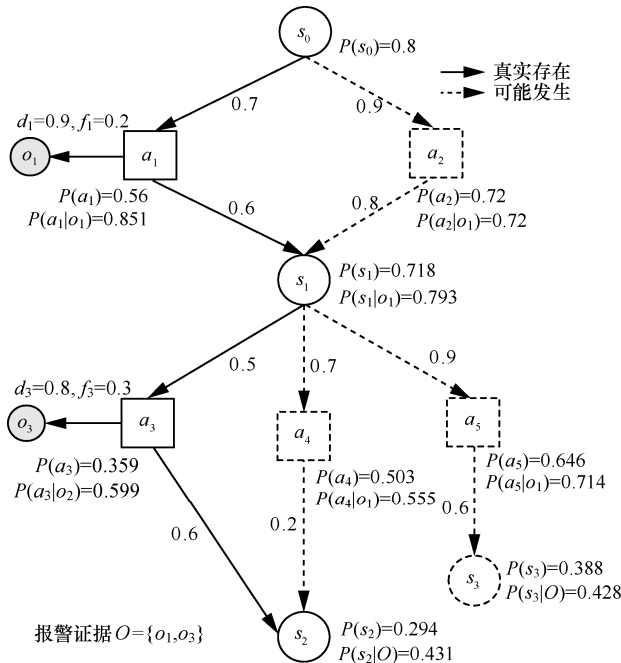 s₀
P(s₀)=0.8
真实存在
可能发生
0.7
0.9
d₁=0.9, f₁=0.2
o₁
a₁
a₂
P(a₁)=0.56
P(a₁|o₁)=0.851
0.6
0.8
P(a₂)=0.72
P(a₂|o₁)=0.72
s₁
P(s₁)=0.718
P(s₁|o₁)=0.793
0.5
0.7
0.9
d₃=0.8, f₃=0.3
o₃
a₃
a₄
a₅
P(a₃)=0.359
P(a₃|o₂)=0.599
P(a₄)=0.503
P(a₄|o₁)=0.555
P(a₅)=0.646
P(a₅|o₁)=0.714
0.6
0.2
0.6
s₃
P(s₃)=0.388
P(s₃|O)=0.428
报警证据O={o₁,o₃}
s₂
P(s₂)=0.294
P(s₂|O)=0.431